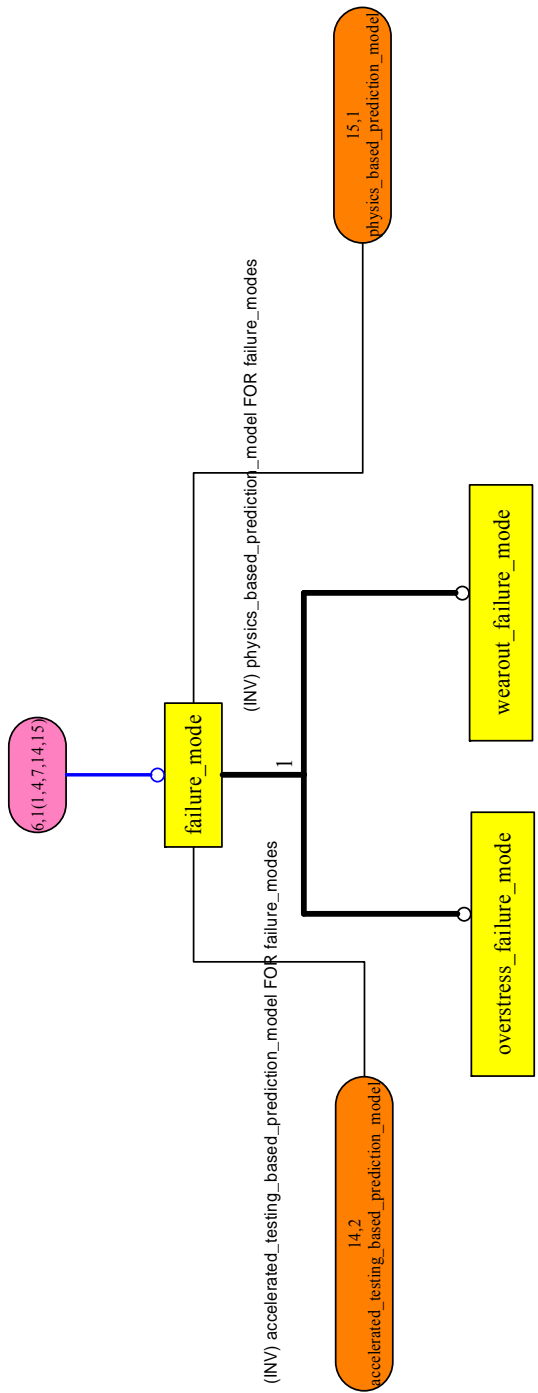 6,1(1,4,7,14,15)
failure_mode
(INV) accelerated_testing_based_prediction_model FOR failure_modes
(INV) physics_based_prediction_model FOR failure_modes
1
14,2
accelerated_testing_based_prediction_model
15,1
physics_based_prediction_model
overstress_failure_mode
wearout_failure_mode